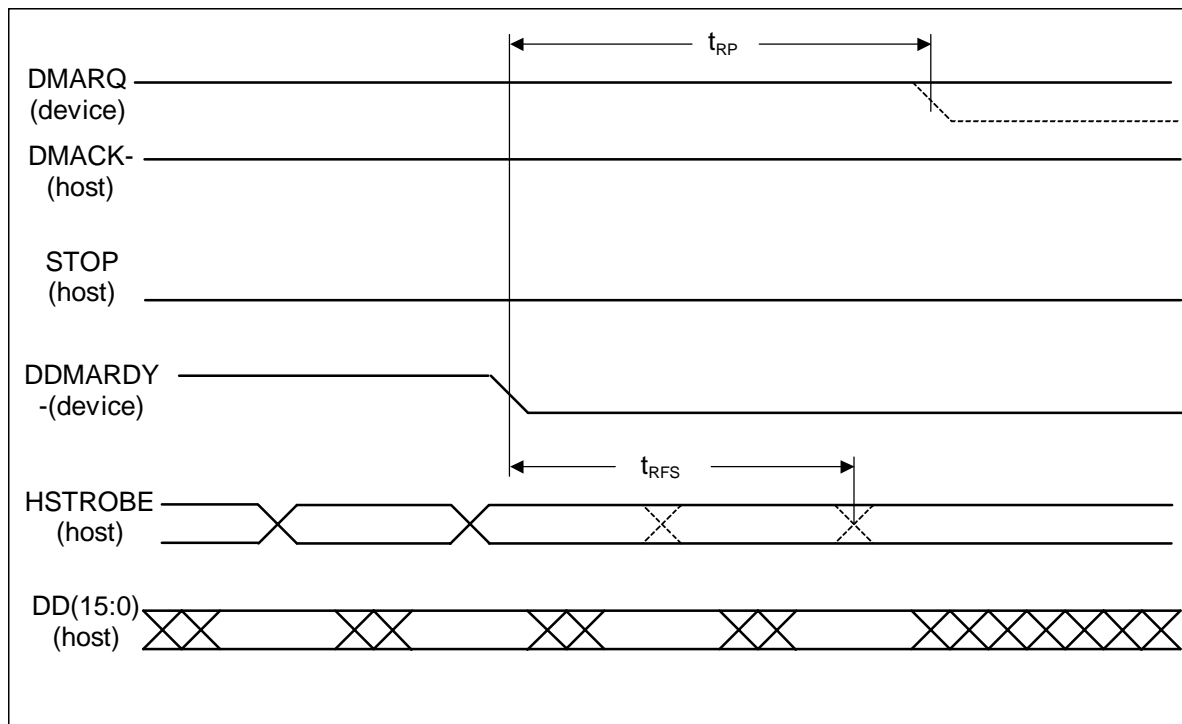 tRP
DMARQ
(device)
DMACK-
(host)
STOP
(host)
DDMARDY
-(device)
tRFS
HSTROBE
(host)
DD(15:0)
(host)